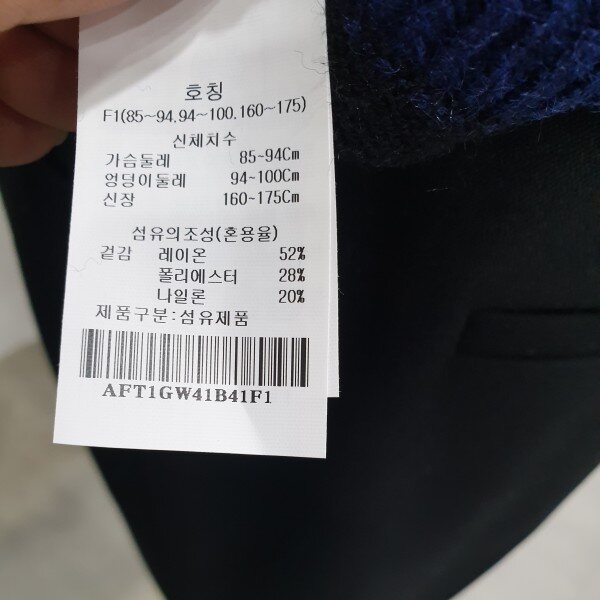 호칭
F1(85~94.94~100.160~175)
신체치수
가슴둘레 85~94Cm
엉덩이둘레 94~100Cm
신장 160~175Cm
섬유의조성(혼용율)
겉감 레이온 52%
폴리에스터 28%
나일론 20%
제품구분:섬유제품
AFT1GW41B41F1